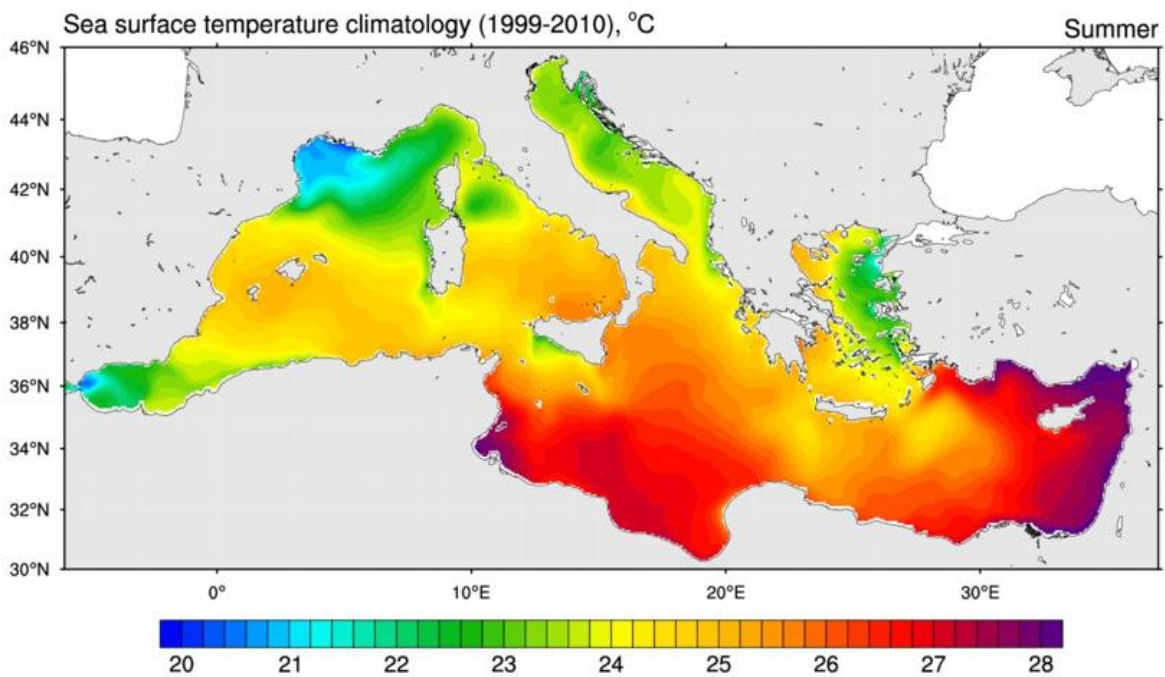 Sea surface temperature climatology (1999-2010), °C
Summer
46°N
44°N
42°N
40°N
38°N
36°N
34°N
32°N
30°N
0° 10°E 20°E 30°E
20 21 22 23 24 25 26 27 28